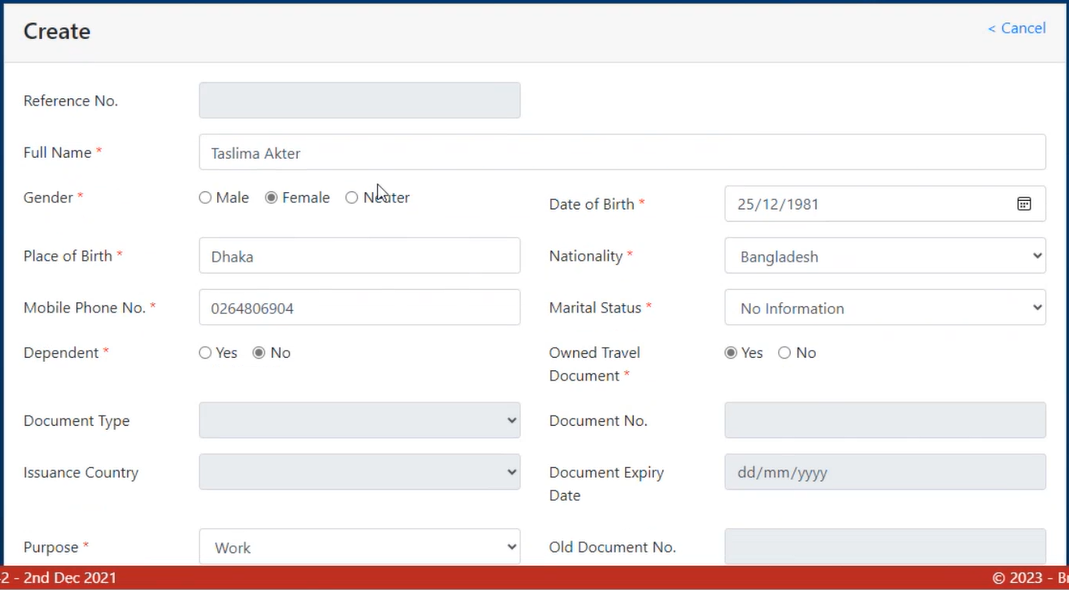 Create
< Cancel
Reference No.
Full Name * Taslima Akter
Gender * Male Female Neuter Date of Birth * 25/12/1981
Place of Birth * Dhaka Nationality * Bangladesh
Mobile Phone No. * 0264806904 Marital Status * No Information
Dependent * Yes No Owned Travel Yes No
Document *
Document Type Document No.
Issuance Country Document Expiry dd/mm/yyyy
Date
Purpose * Work Old Document No.
2 - 2nd Dec 2021 © 2023 -